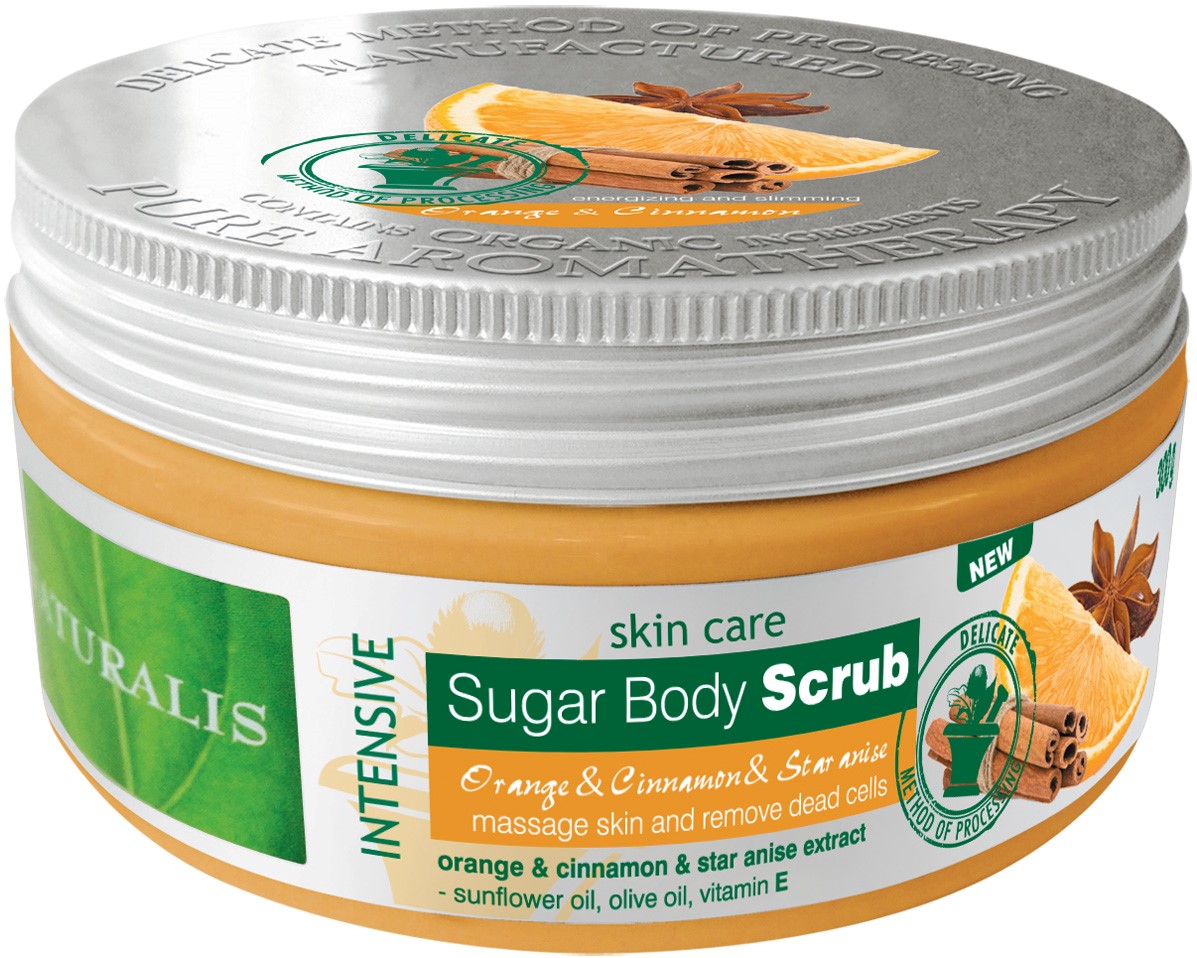 DELICATE METHOD OF PROCESSING
MANUFACTURED
DELICATE
METHOD OF PROCESSING
energizing and slimming
Orange & Cinnamon
CONTAINS ORGANIC INGREDIENTS
PURE AROMATHERAPY
ATURALIS
INTENSIVE
skin care
Sugar Body Scrub
Orange & Cinnamon & Star anise
massage skin and remove dead cells
orange & cinnamon & star anise extract
- sunflower oil, olive oil, vitamin E
NEW
DELICATE
METHOD OF PROCESSING